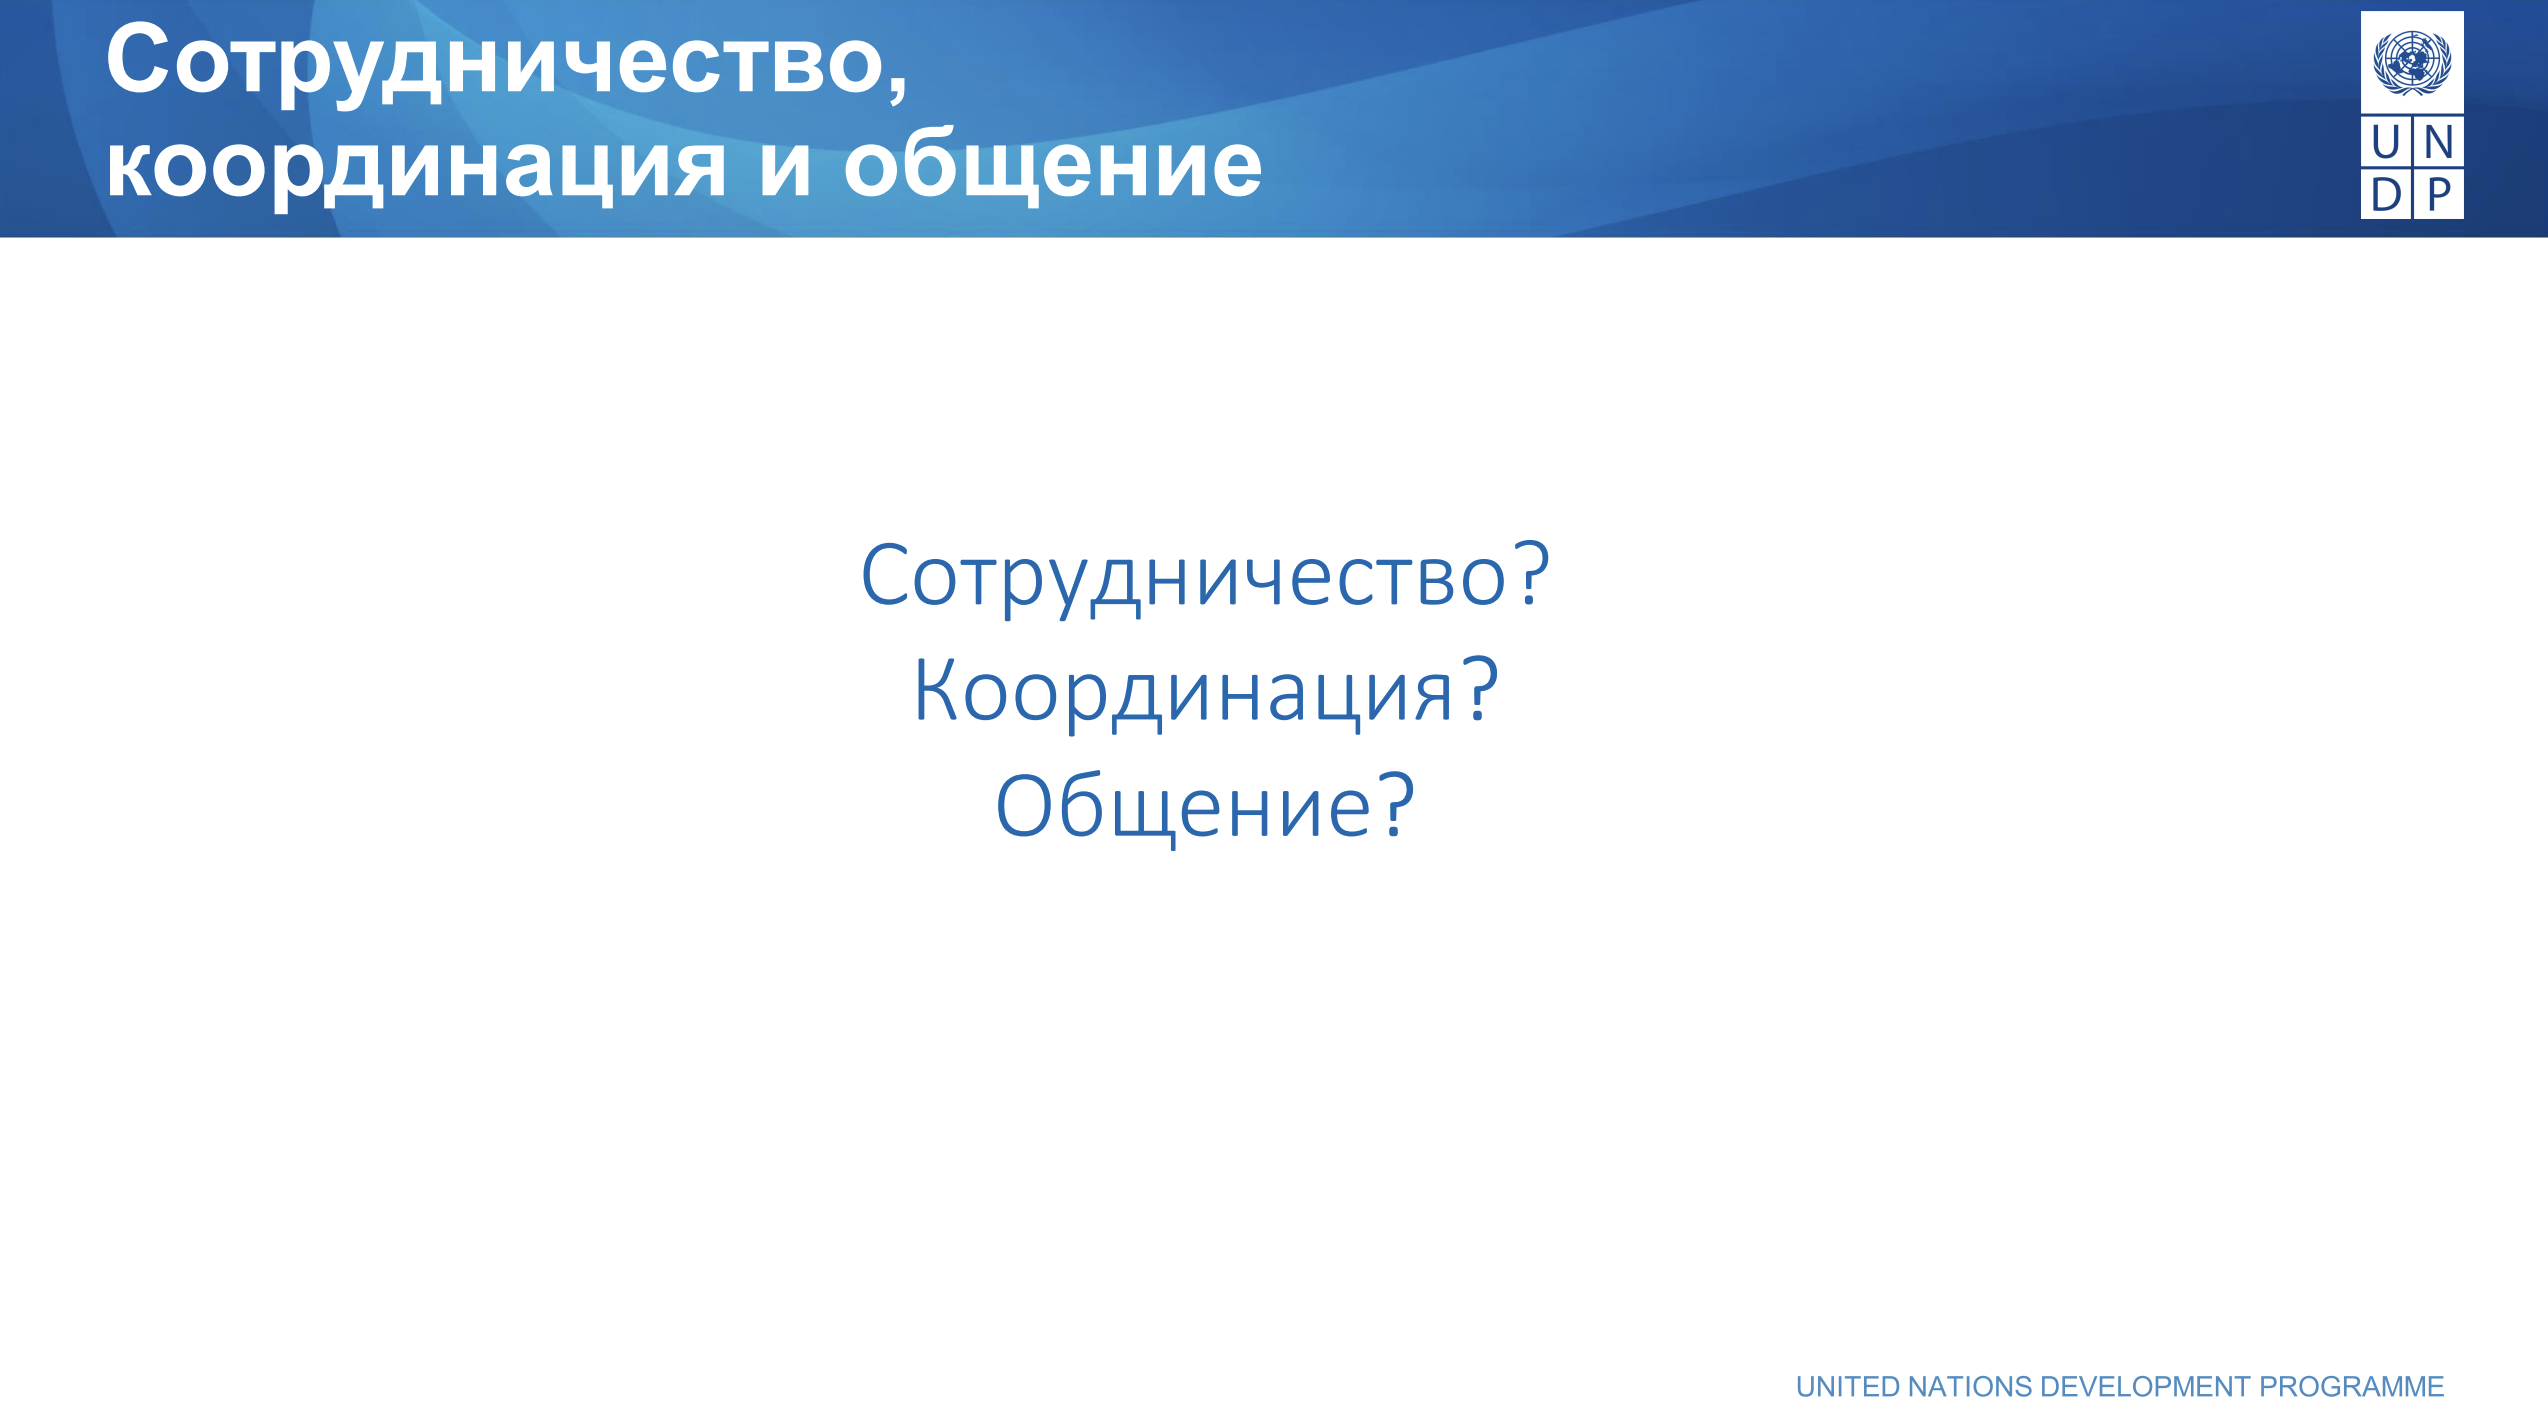 Сотрудничество,
координация и общение
U N
D P
Сотрудничество?
Координация?
Общение?
UNITED NATIONS DEVELOPMENT PROGRAMME